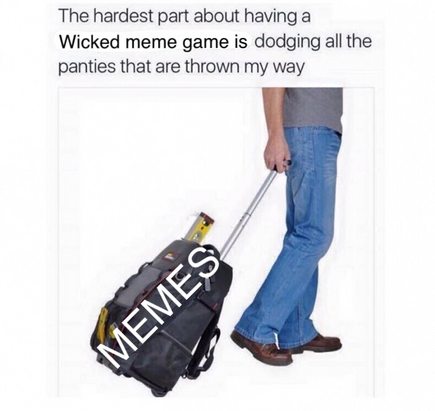 The hardest part about having a
Wicked meme game is dodging all the
panties that are thrown my way
MEMES